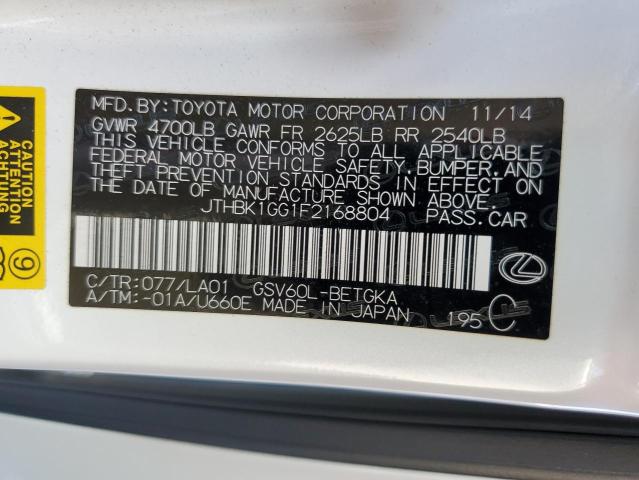 MFD. BY: TOYOTA MOTOR CORPORATION 11/14
GVWR 4700LB GAWR FR 2625LB RR 2540LB
THIS VEHICLE CONFORMS TO ALL APPLICABLE
FEDERAL MOTOR VEHICLE SAFETY, BUMPER, AND
THEFT PREVENTION STANDARDS IN EFFECT ON
THE DATE OF MANUFACTURE SHOWN ABOVE.
JTHBK1GG1F2168804 PASS. CAR
C/TR: 077/LA01 GSV60L-BETGKA
A/TM: -01A/U660E MADE IN JAPAN 195 C
CAUTION
ACHTUNG
9
LEXUS